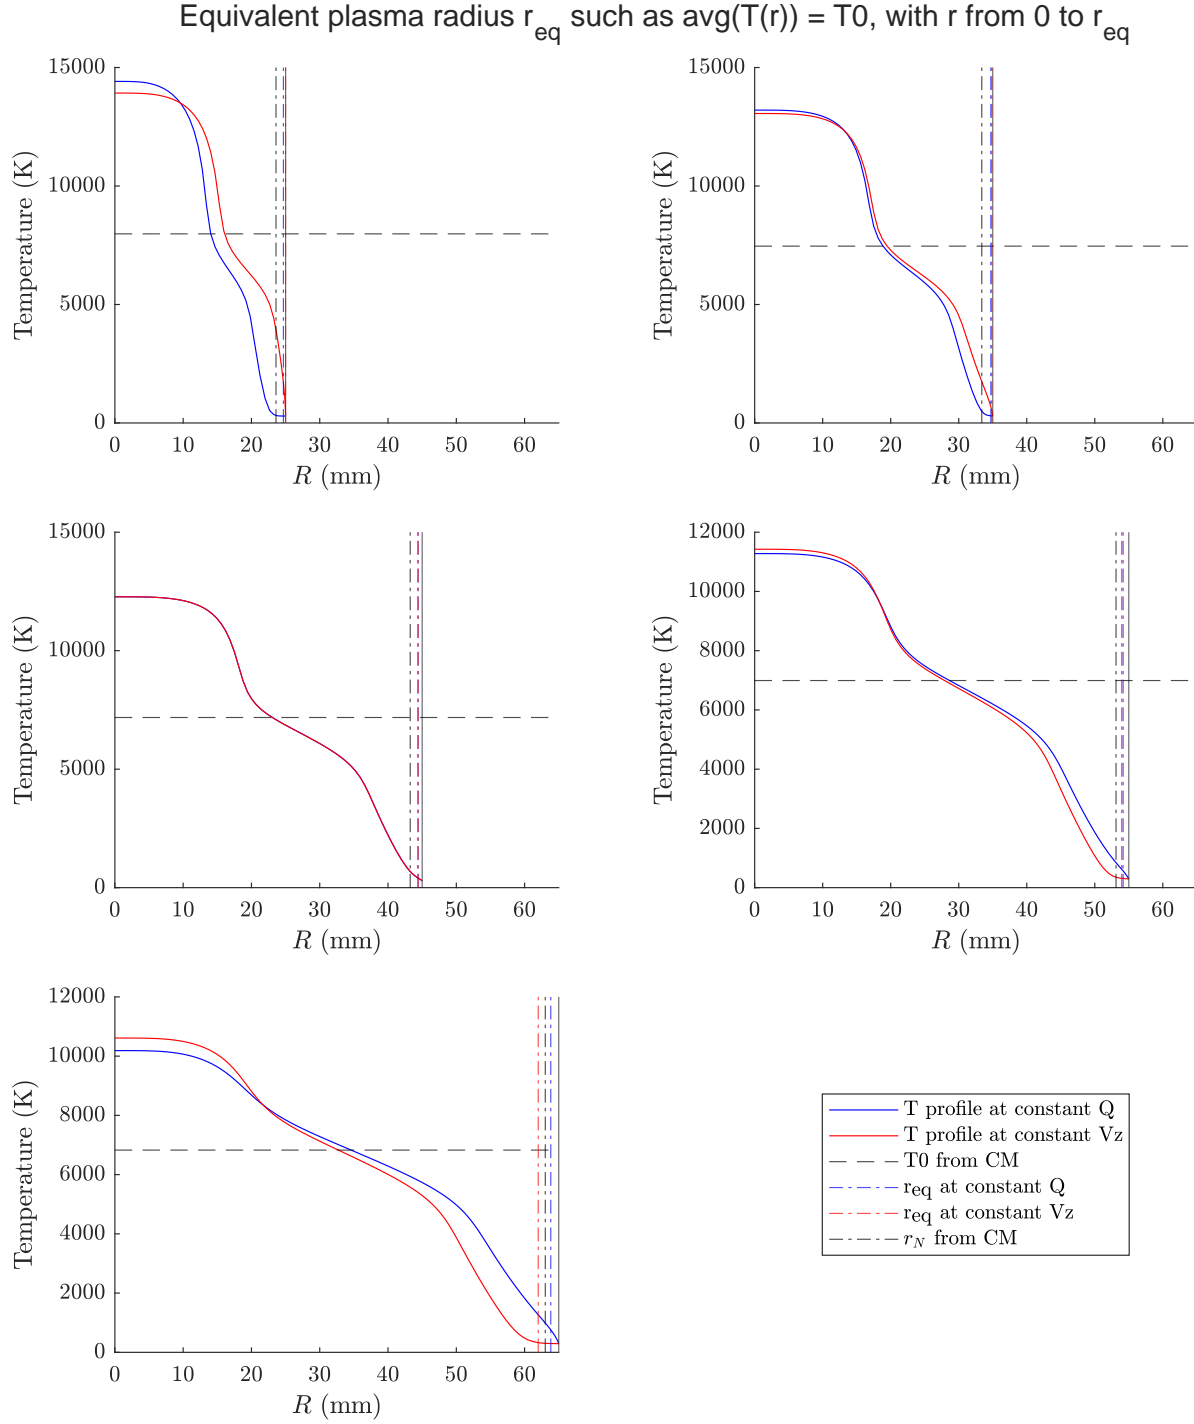 Equivalent plasma radius r_eq such as avg(T(r)) = T0, with r from 0 to r_eq
15000
10000
5000
0
Temperature (K)
0 10 20 30 40 50 60
R (mm)
15000
10000
5000
0
Temperature (K)
0 10 20 30 40 50 60
R (mm)
15000
10000
5000
0
Temperature (K)
0 10 20 30 40 50 60
R (mm)
12000
10000
8000
6000
4000
2000
0
Temperature (K)
0 10 20 30 40 50 60
R (mm)
12000
10000
8000
6000
4000
2000
0
Temperature (K)
0 10 20 30 40 50 60
R (mm)
T profile at constant Q
T profile at constant Vz
T0 from CM
r_eq at constant Q
r_eq at constant Vz
r_N from CM